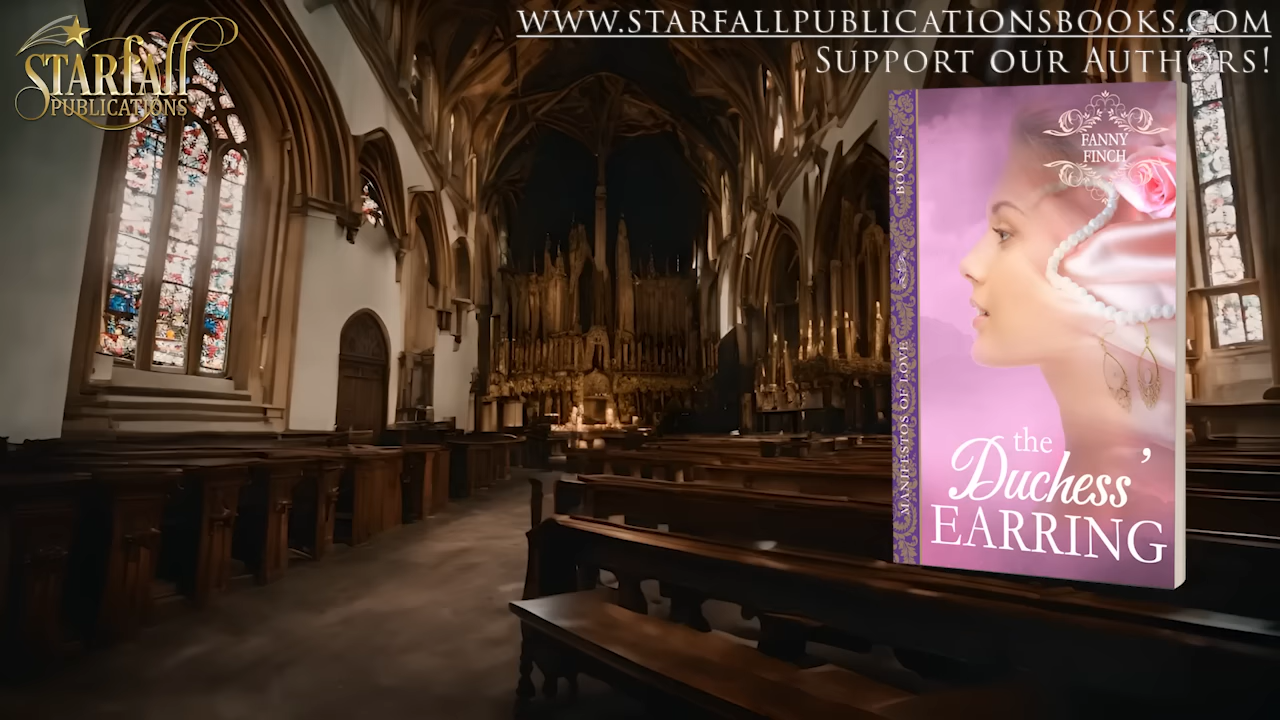 STARfall
PUBLICATIONS
WWW.STARFALLPUBLICATIONSBOOKS.COM
SUPPORT OUR AUTHORS!
FANNY
FINCH
BOOK 4
MANIFESTOS OF LOVE
the
Duchess'
EARRING